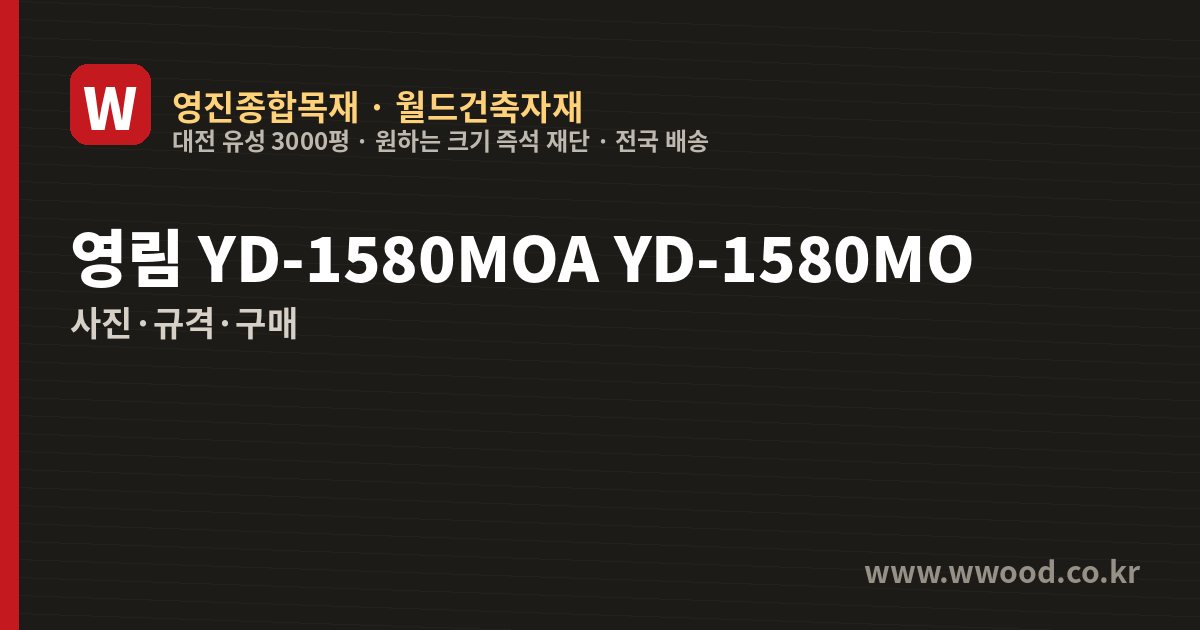 W
영진종합목재 · 월드건축자재
대전 유성 3000평 · 원하는 크기 즉석 재단 · 전국 배송
영림 YD-1580MOA YD-1580MO
사진·규격·구매
www.wwood.co.kr